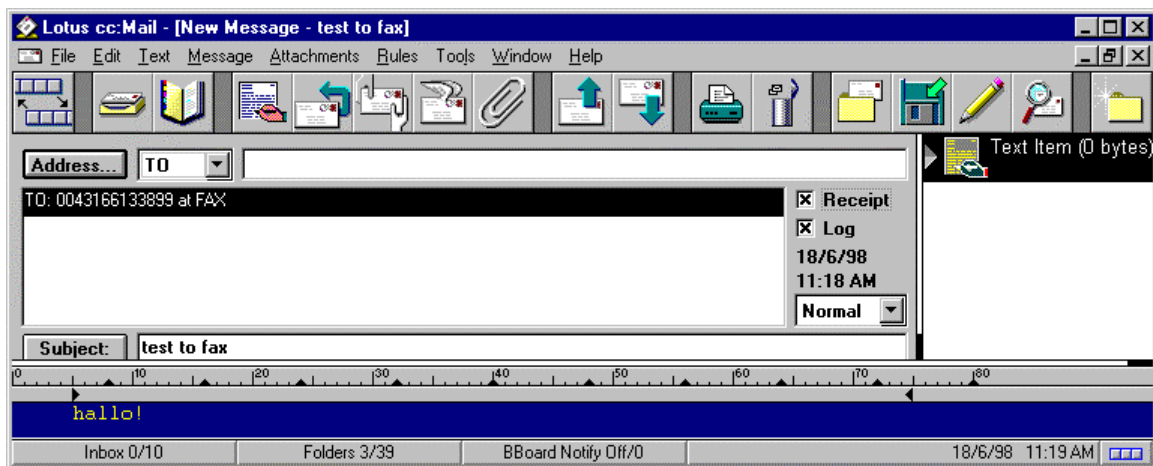 Lotus cc:Mail - [New Message - test to fax]
File Edit Text Message Attachments Rules Tools Window Help
Address... TO
Text Item (0 bytes)
TO: 0043166133899 at FAX
Receipt
Log
18/6/98
11:18 AM
Normal
Subject: test to fax
0 10 20 30 40 50 60 70 80
hallo!
Inbox 0/10 Folders 3/39 BBoard Notify Off/0 18/6/98 11:19 AM